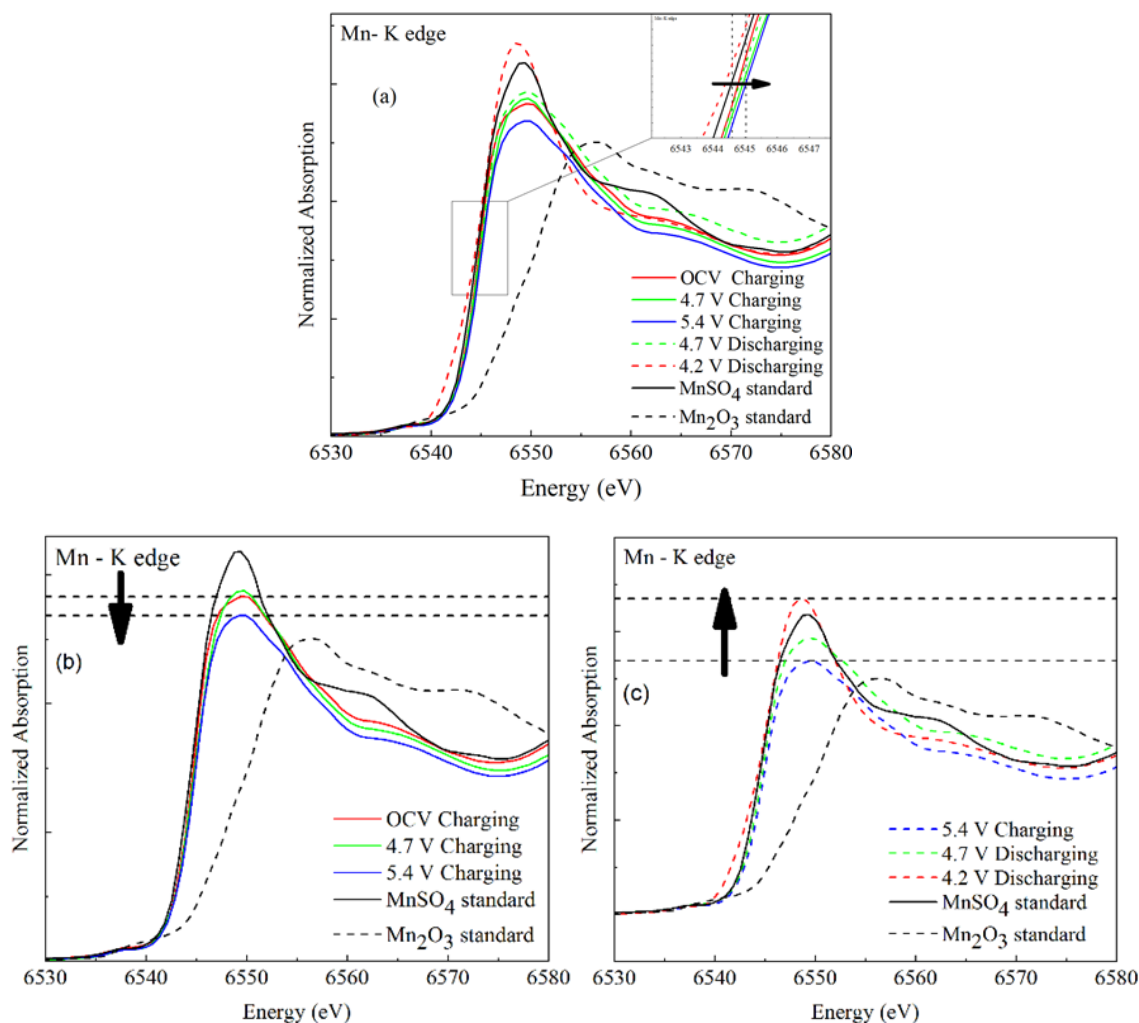 Mn- K edge
(a)
Mn-K edge
6543 6544 6545 6546 6547
Normalized Absorption
OCV Charging
4.7 V Charging
5.4 V Charging
4.7 V Discharging
4.2 V Discharging
MnSO4 standard
Mn2O3 standard
6530 6540 6550 6560 6570 6580
Energy (eV)
Mn - K edge
(b)
Normalized Absorption
OCV Charging
4.7 V Charging
5.4 V Charging
MnSO4 standard
Mn2O3 standard
6530 6540 6550 6560 6570 6580
Energy (eV)
Mn - K edge
(c)
Normalized Absorption
5.4 V Charging
4.7 V Discharging
4.2 V Discharging
MnSO4 standard
Mn2O3 standard
6530 6540 6550 6560 6570 6580
Energy (eV)